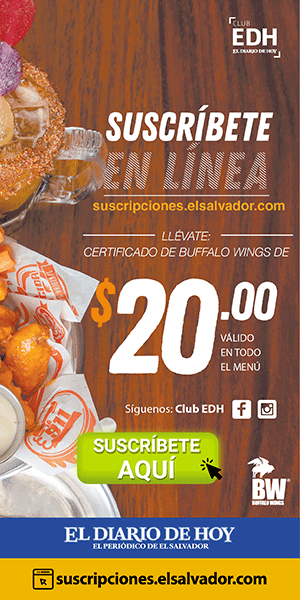 CLUB
EDH
EL DIARIO DE HOY
SUSCRÍBETE
EN LÍNEA
suscripciones.elsalvador.com
LLÉVATE:
CERTIFICADO DE BUFFALO WINGS DE
$20.00
VÁLIDO
EN TODO
EL MENÚ
Síguenos: Club EDH
SUSCRÍBETE
AQUÍ
BW
BUFFALO WINGS
EL DIARIO DE HOY
EL PERIÓDICO DE EL SALVADOR
suscripciones.elsalvador.com